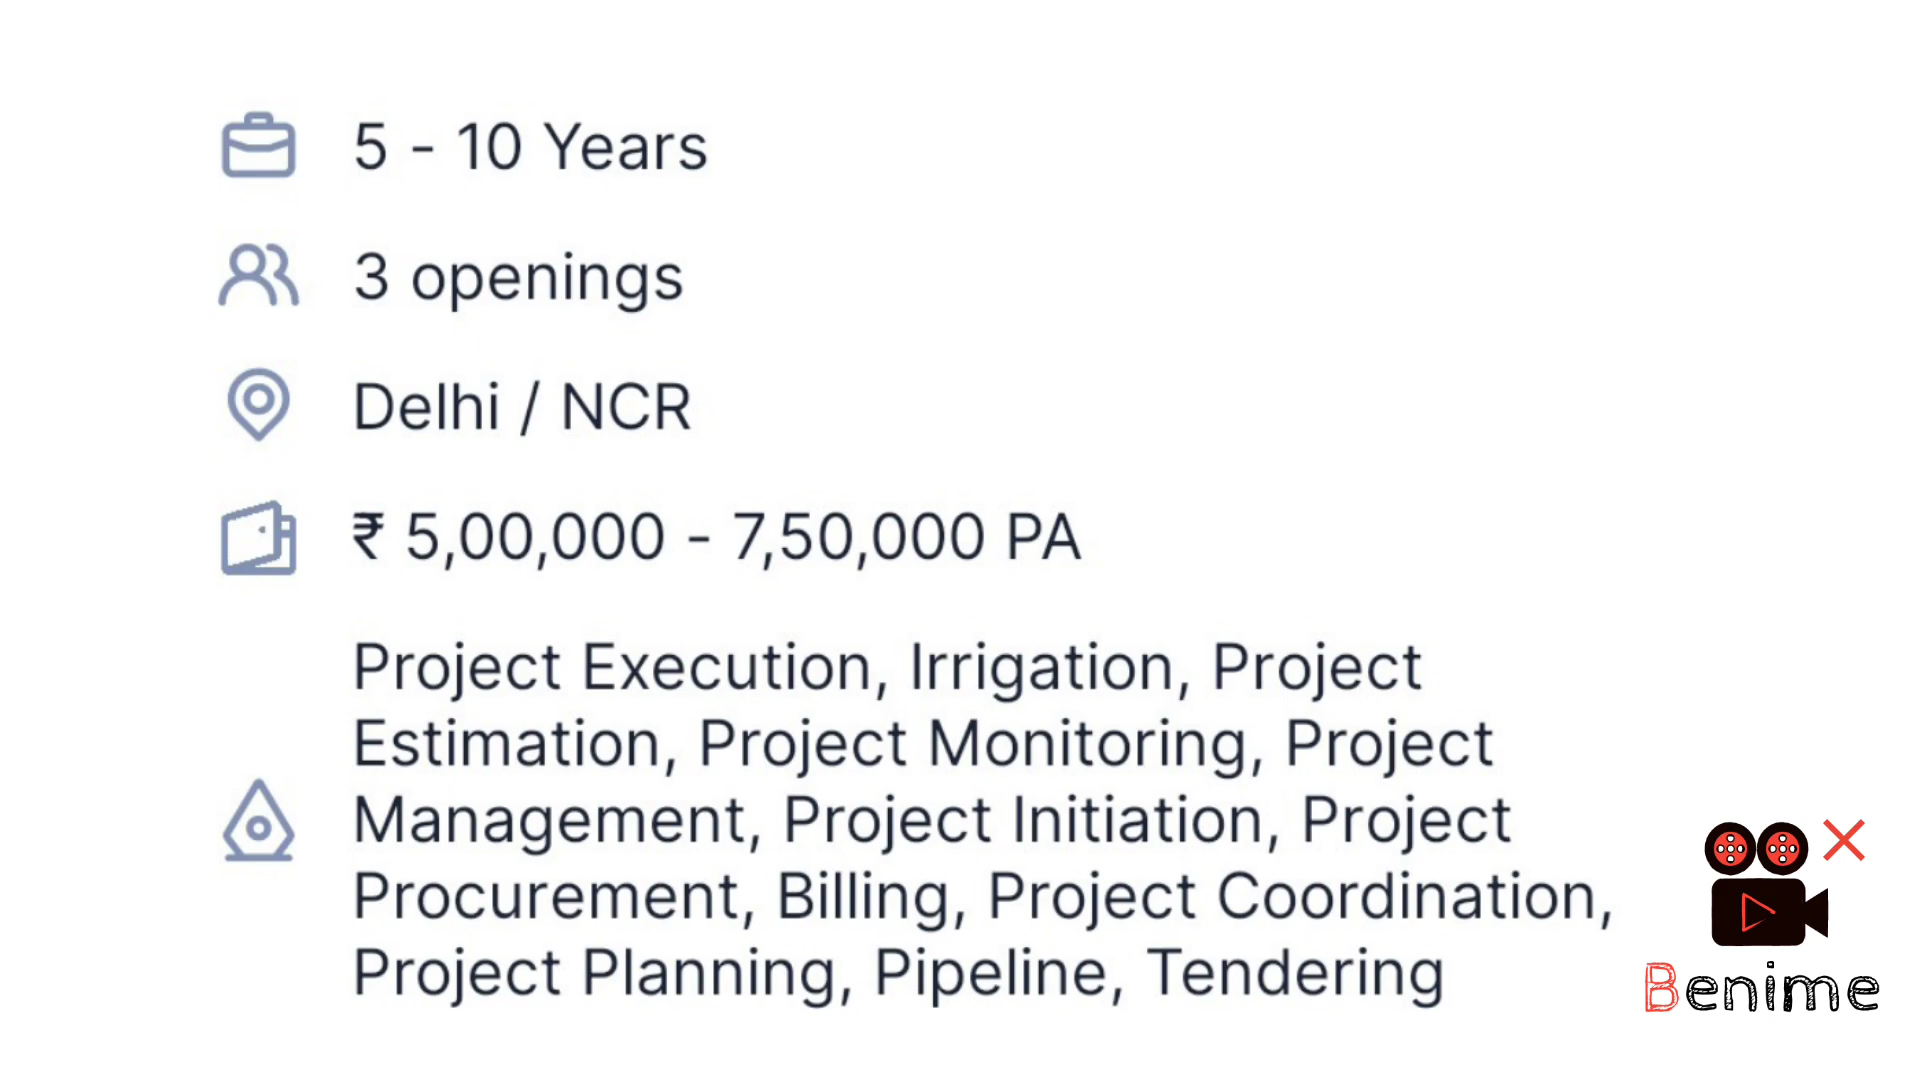 5 - 10 Years
3 openings
Delhi / NCR
₹ 5,00,000 - 7,50,000 PA
Project Execution, Irrigation, Project
Estimation, Project Monitoring, Project
Management, Project Initiation, Project
Procurement, Billing, Project Coordination,
Project Planning, Pipeline, Tendering
Benime